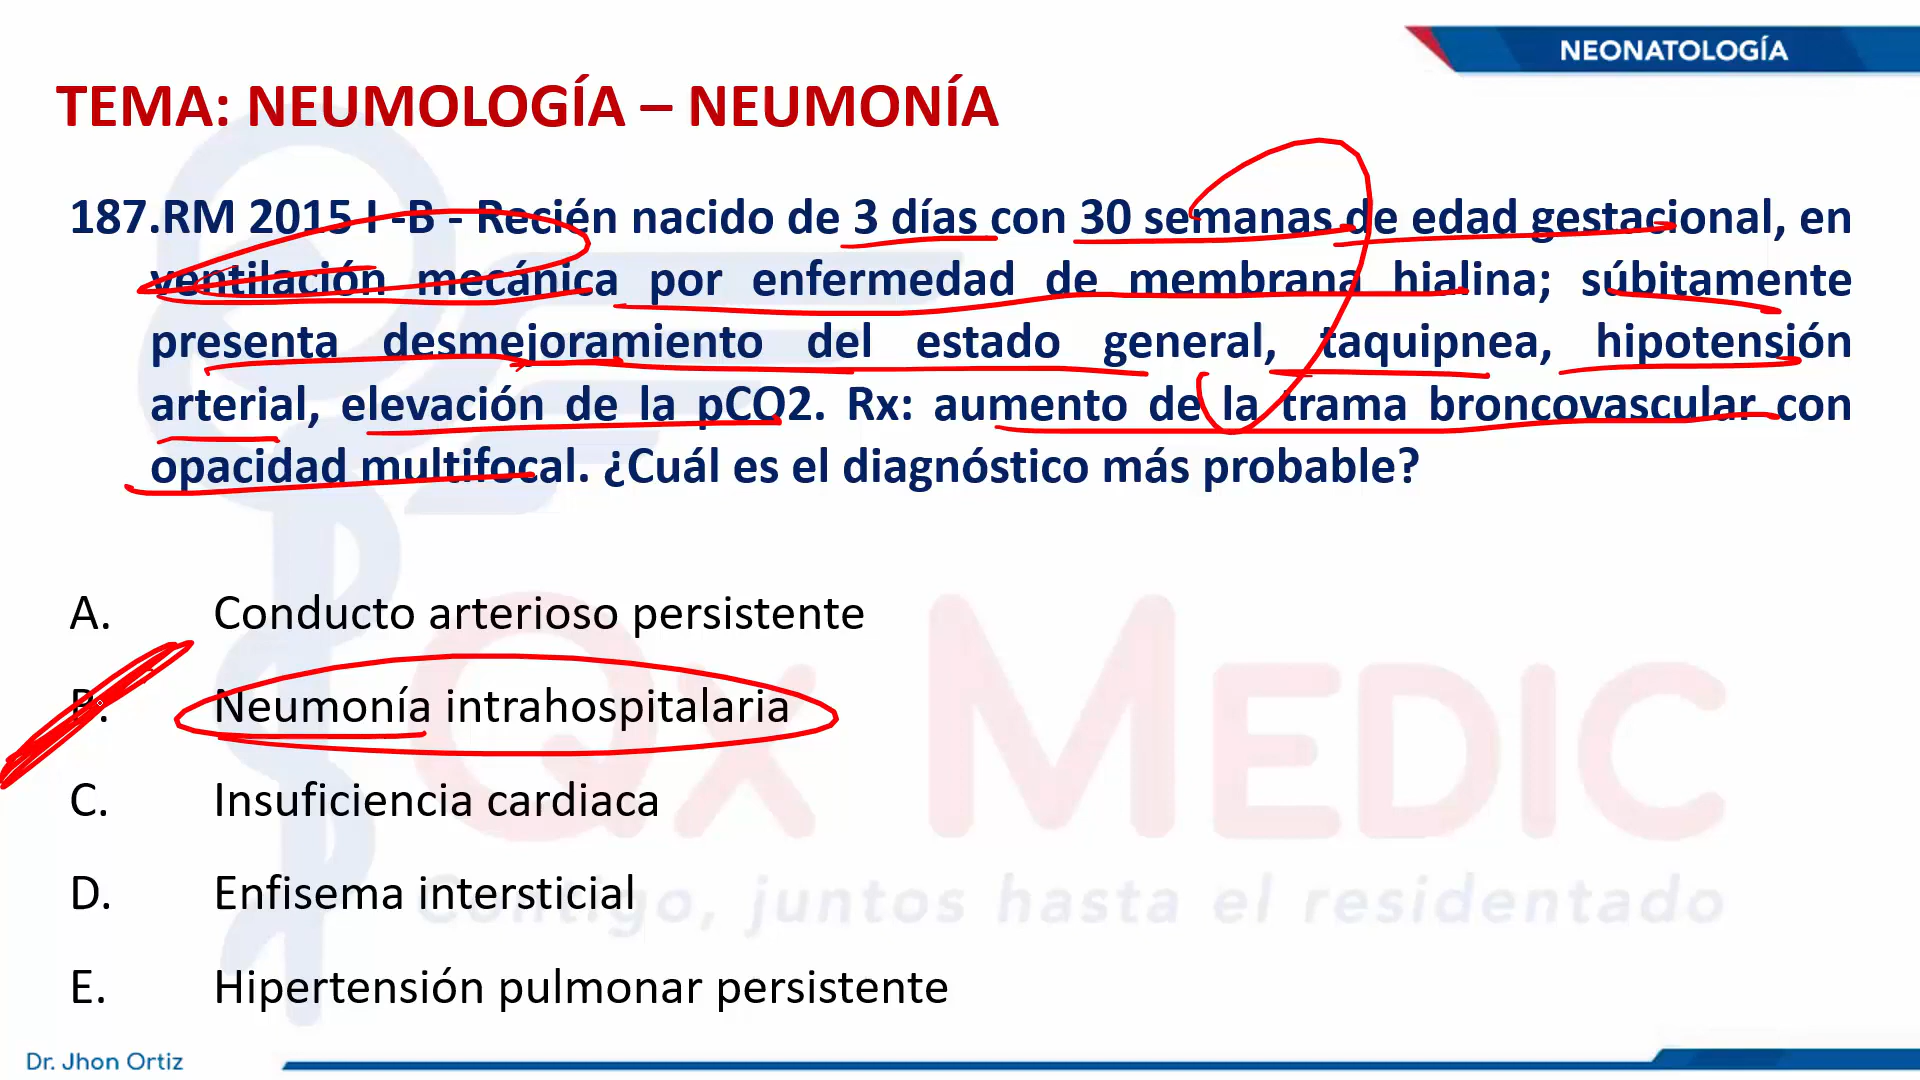 NEONATOLOGÍA
TEMA: NEUMOLOGÍA – NEUMONÍA
187.RM 2015 I -B - Recién nacido de 3 días con 30 semanas de edad gestacional, en
ventilación mecánica por enfermedad de membrana hialina; súbitamente
presenta desmejoramiento del estado general, taquipnea, hipotensión
arterial, elevación de la pCO2. Rx: aumento de la trama broncovascular con
opacidad multifocal. ¿Cuál es el diagnóstico más probable?
A. Conducto arterioso persistente
B. Neumonía intrahospitalaria
C. Insuficiencia cardiaca
D. Enfisema intersticial
E. Hipertensión pulmonar persistente
QX MEDIC
Contigo, juntos hasta el residentado
Dr. Jhon Ortiz